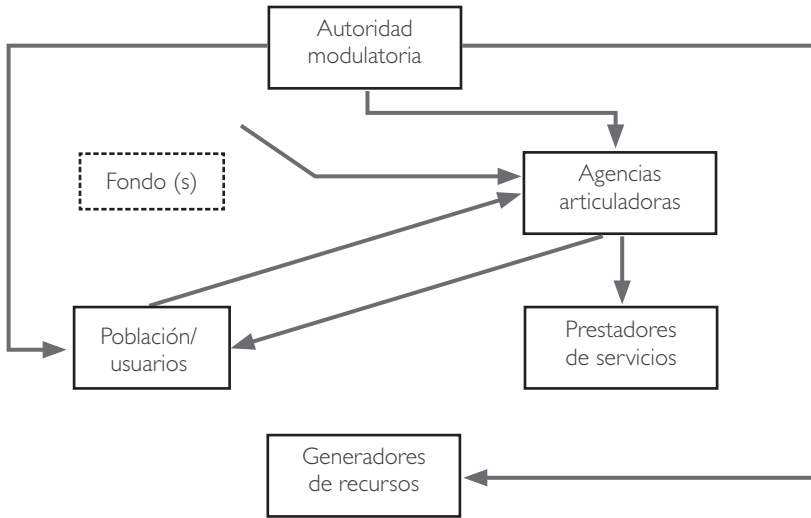 Autoridad
modulatoria
Fondo (s)
Agencias
articuladoras
Población/
usuarios
Prestadores
de servicios
Generadores
de recursos